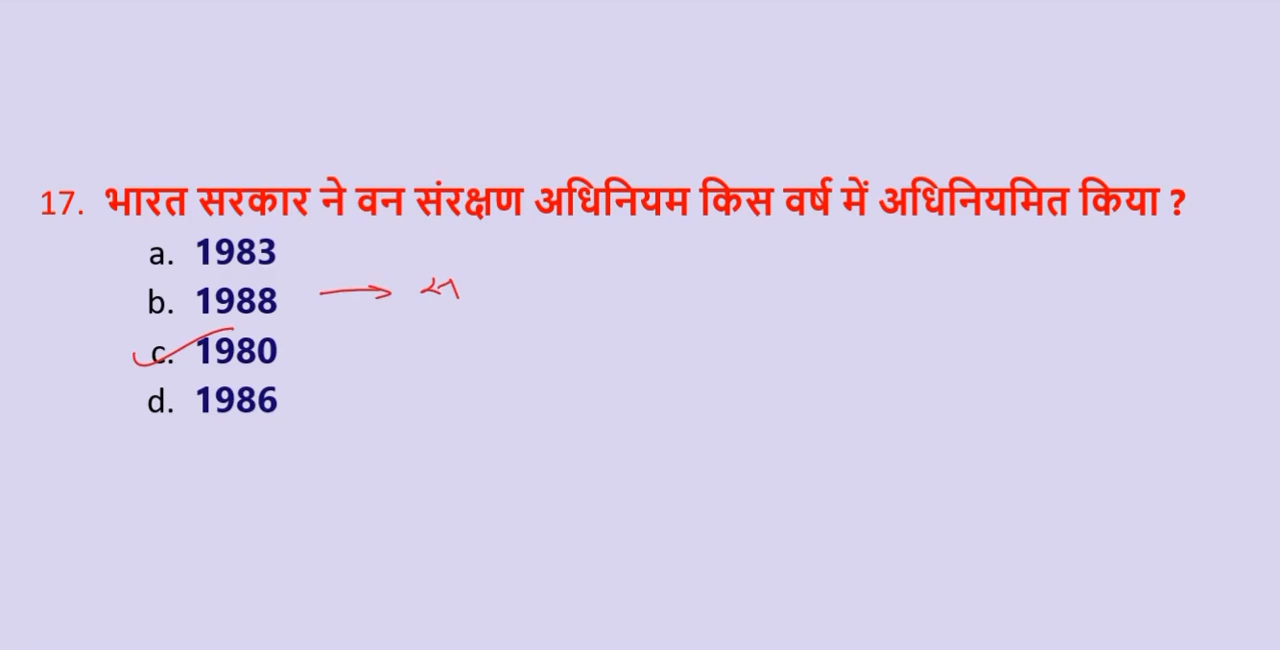 17. भारत सरकार ने वन संरक्षण अधिनियम किस वर्ष में अधिनियमित किया ?
a. 1983
b. 1988
c. 1980
d. 1986